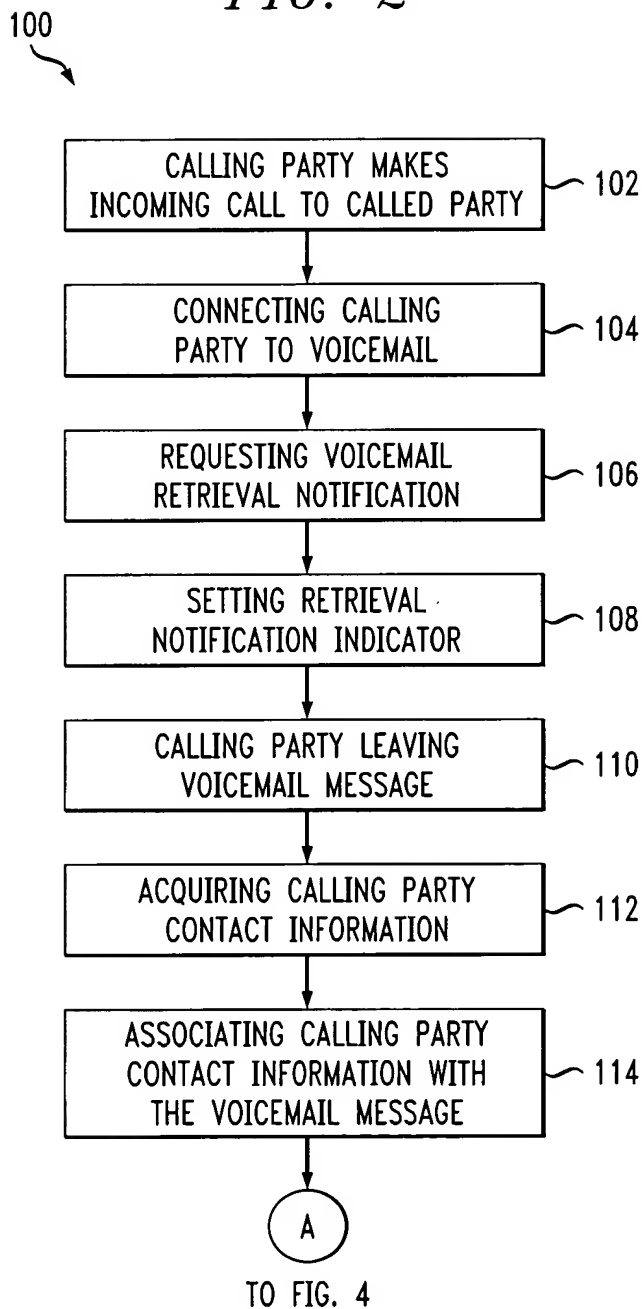 FIG. 2
100
CALLING PARTY MAKES
INCOMING CALL TO CALLED PARTY
102
CONNECTING CALLING
PARTY TO VOICEMAIL
104
REQUESTING VOICEMAIL
RETRIEVAL NOTIFICATION
106
SETTING RETRIEVAL
NOTIFICATION INDICATOR
108
CALLING PARTY LEAVING
VOICEMAIL MESSAGE
110
ACQUIRING CALLING PARTY
CONTACT INFORMATION
112
ASSOCIATING CALLING PARTY
CONTACT INFORMATION WITH
THE VOICEMAIL MESSAGE
114
A
TO FIG. 4